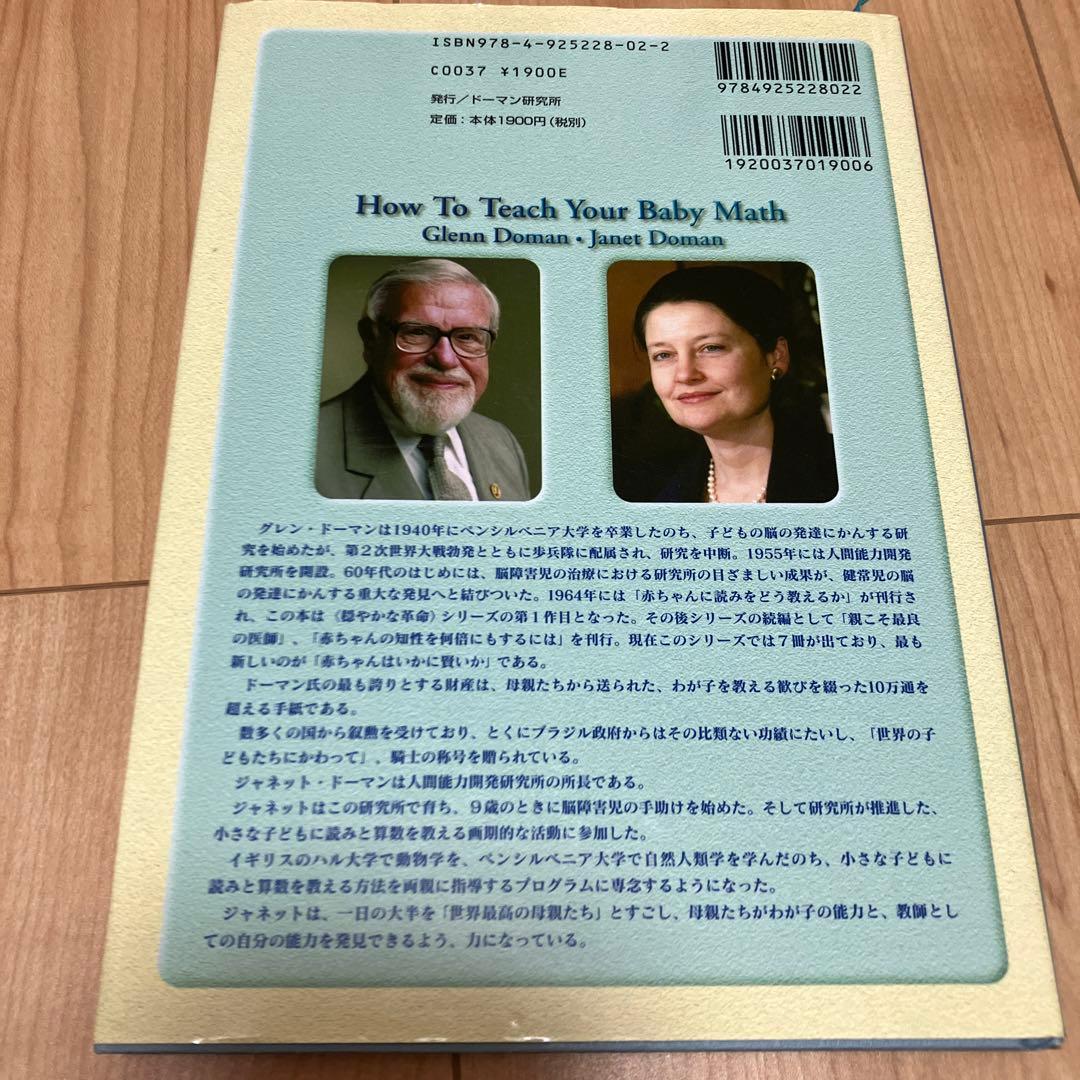 ISBN978-4-925228-02-2
C0037 ¥1900E
発行/ドーマン研究所
定価:本体1900円(税別)
9784925228022
1920037019006
How To Teach Your Baby Math
Glenn Doman • Janet Doman
グレン・ドーマンは1940年にペンシルベニア大学を卒業したのち、子どもの脳の発達にかんする研
究を始めたが、第2次世界大戦勃発とともに歩兵隊に配属され、研究を中断。1955年には人間能力開発
研究所を開設。60年代のはじめには、脳障害児の治療における研究所の目ざましい成果が、健常児の脳
の発達にかんする重大な発見へと結びついた。1964年には「赤ちゃんに読みをどう教えるか」が刊行さ
れ、この本は〈穏やかな革命〉シリーズの第1作目となった。その後シリーズの続編として「親こそ最良
の医師」、「赤ちゃんの知性を何倍にもするには」を刊行。現在このシリーズでは7冊が出ており、最も
新しいのが「赤ちゃんはいかに賢いか」である。
ドーマン氏の最も誇りとする財産は、母親たちから送られた、わが子を教える歓びを綴った10万通を
超える手紙である。
数多くの国から叙勲を受けており、とくにブラジル政府からはその比類ない功績にたいし、「世界の子
どもたちにかわって」、騎士の称号を贈られている。
ジャネット・ドーマンは人間能力開発研究所の所長である。
ジャネットはこの研究所で育ち、9歳のときに脳障害児の手助けを始めた。そして研究所が推進した、
小さな子どもに読みと算数を教える画期的な活動に参加した。
イギリスのハル大学で動物学を、ペンシルベニア大学で自然人類学を学んだのち、小さな子どもに
読みと算数を教える方法を両親に指導するプログラムに専念するようになった。
ジャネットは、一日の大半を「世界最高の母親たち」とすごし、母親たちがわが子の能力と、教師とし
ての自分の能力を発見できるよう、力になっている。